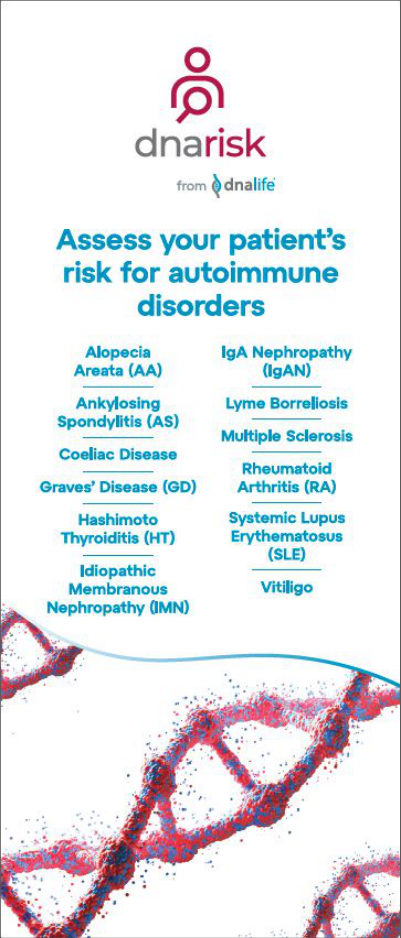 dnarisk
from dnalife
Assess your patient's
risk for autoimmune
disorders
Alopecia
Areata (AA)
Ankylosing
Spondylitis (AS)
Coeliac Disease
Graves' Disease (GD)
Hashimoto
Thyroiditis (HT)
Idiopathic
Membranous
Nephropathy (IMN)
IgA Nephropathy
(IgAN)
Lyme Borreliosis
Multiple Sclerosis
Rheumatoid
Arthritis (RA)
Systemic Lupus
Erythematosus
(SLE)
Vitiligo